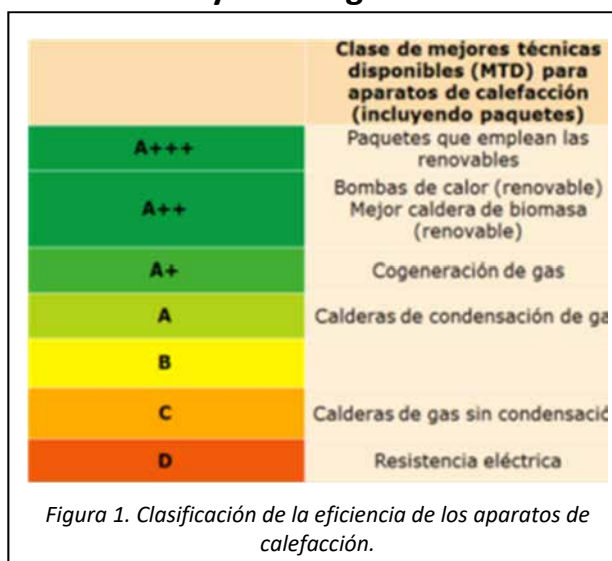 Clase de mejores técnicas
disponibles (MTD) para
aparatos de calefacción
(incluyendo paquetes)
A+++
Paquetes que emplean las
renovables
A++
Bombas de calor (renovable)
Mejor caldera de biomasa
(renovable)
A+
Cogeneración de gas
A
Calderas de condensación de ga
B
C
Calderas de gas sin condensació
D
Resistencia eléctrica
Figura 1. Clasificación de la eficiencia de los aparatos de
calefacción.